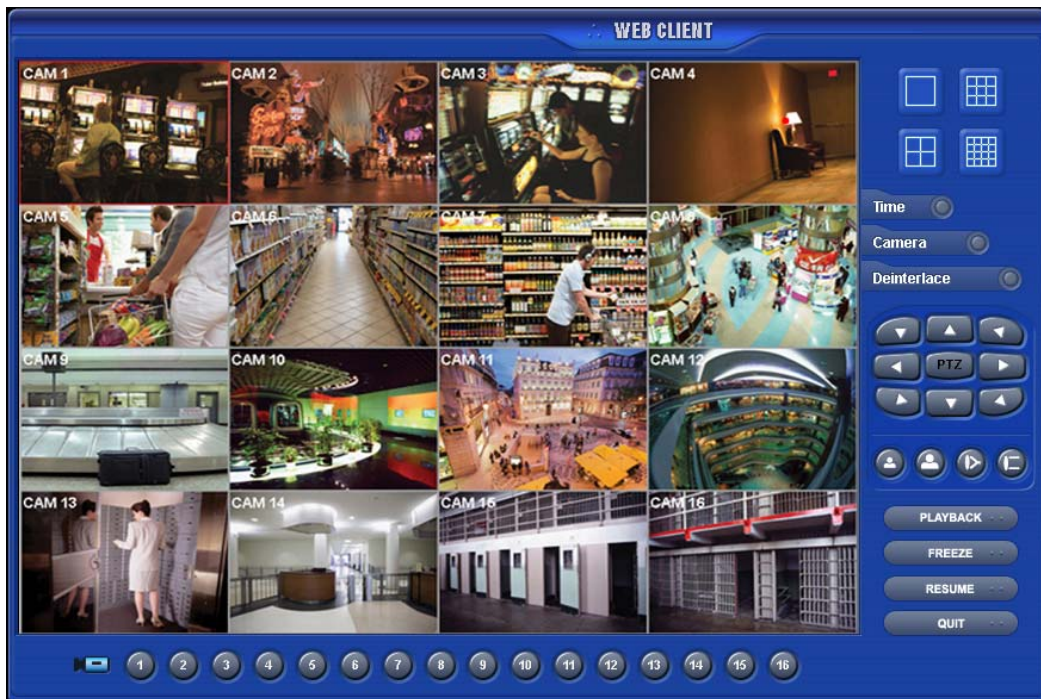 WEB CLIENT
CAM 1
CAM 2
CAM 3
CAM 4
CAM 5
CAM 6
CAM 7
CAM 8
CAM 9
CAM 10
CAM 11
CAM 12
CAM 13
CAM 14
CAM 15
CAM 16
Time
Camera
Deinterlace
PTZ
PLAYBACK
FREEZE
RESUME
QUIT
1 2 3 4 5 6 7 8 9 10 11 12 13 14 15 16